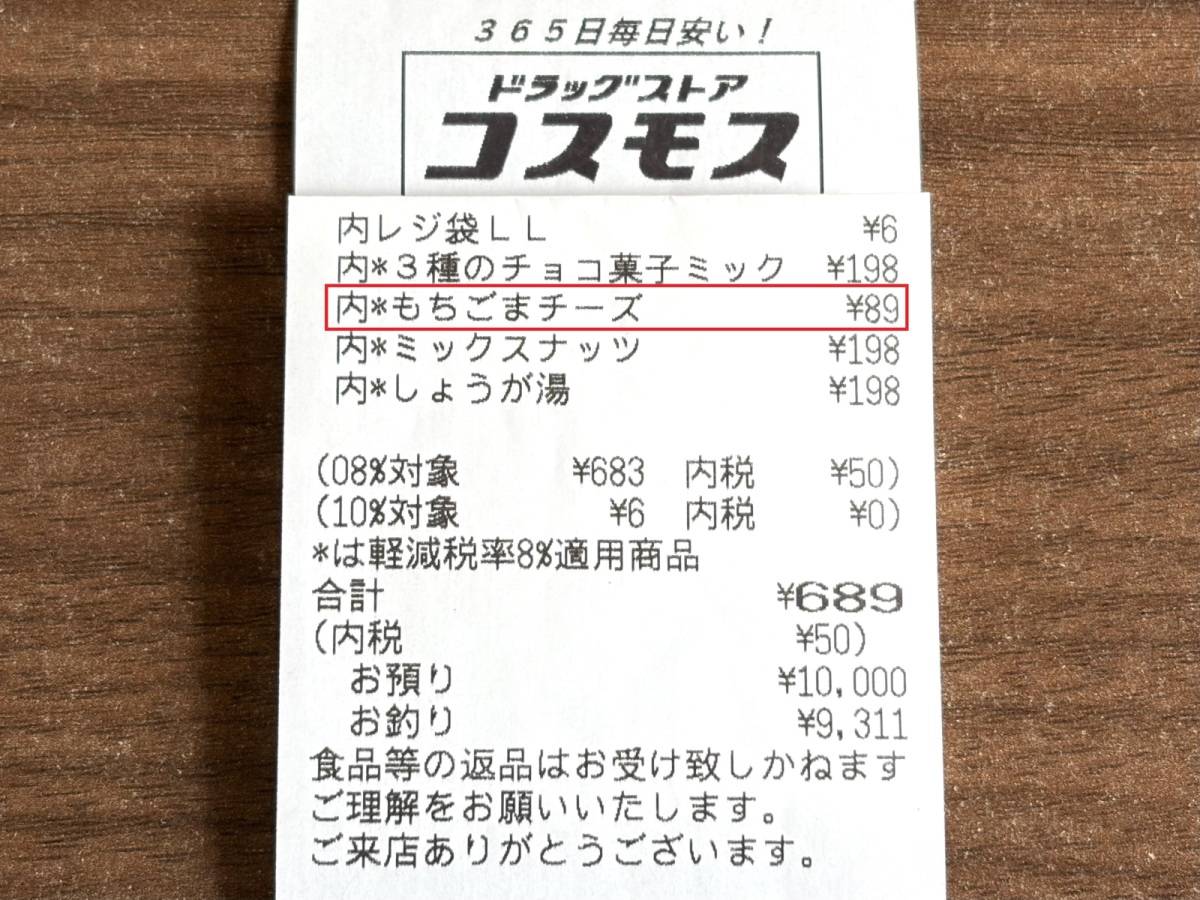 365日毎日安い!
ドラッグストア
コスモス
内レジ袋LL ¥6
内*3種のチョコ菓子ミック ¥198
内*もちごまチーズ ¥89
内*ミックスナッツ ¥198
内*しょうが湯 ¥198
(08%対象 ¥683 内税 ¥50)
(10%対象 ¥6 内税 ¥0)
*は軽減税率8%適用商品
合計 ¥689
(内税 ¥50)
お預り ¥10,000
お釣り ¥9,311
食品等の返品はお受け致しかねます
ご理解をお願いいたします。
ご来店ありがとうございます。